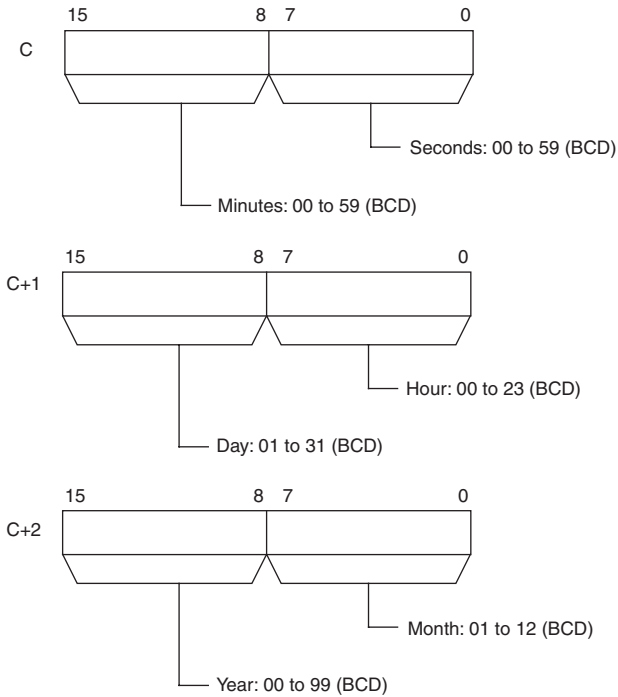 15 8 7 0
C
Seconds: 00 to 59 (BCD)
Minutes: 00 to 59 (BCD)
15 8 7 0
C+1
Hour: 00 to 23 (BCD)
Day: 01 to 31 (BCD)
15 8 7 0
C+2
Month: 01 to 12 (BCD)
Year: 00 to 99 (BCD)